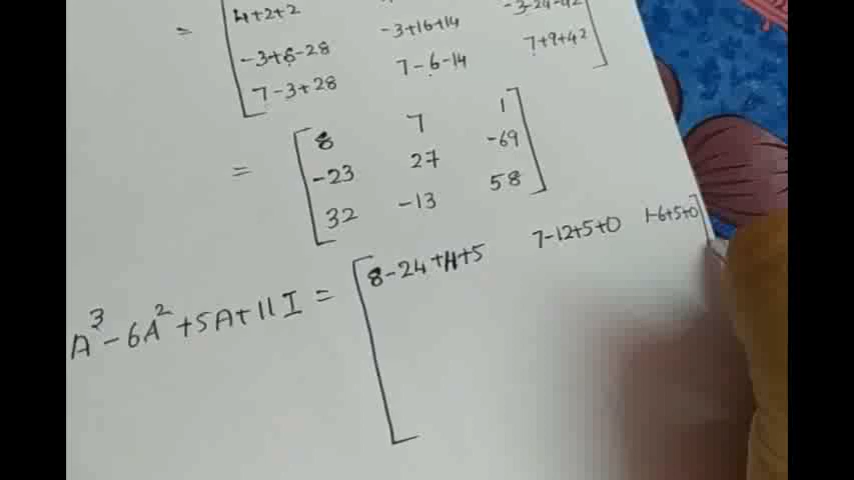 = 4+2+2
-3+8-28 -3+16+14 -3-24-42
7-3+28 7-6-14 7+9+42
= 8 7 1
-23 27 -69
32 -13 58
A³-6A²+5A+11I = 8-24+11+5 7-12+5+0 1-6+5+0